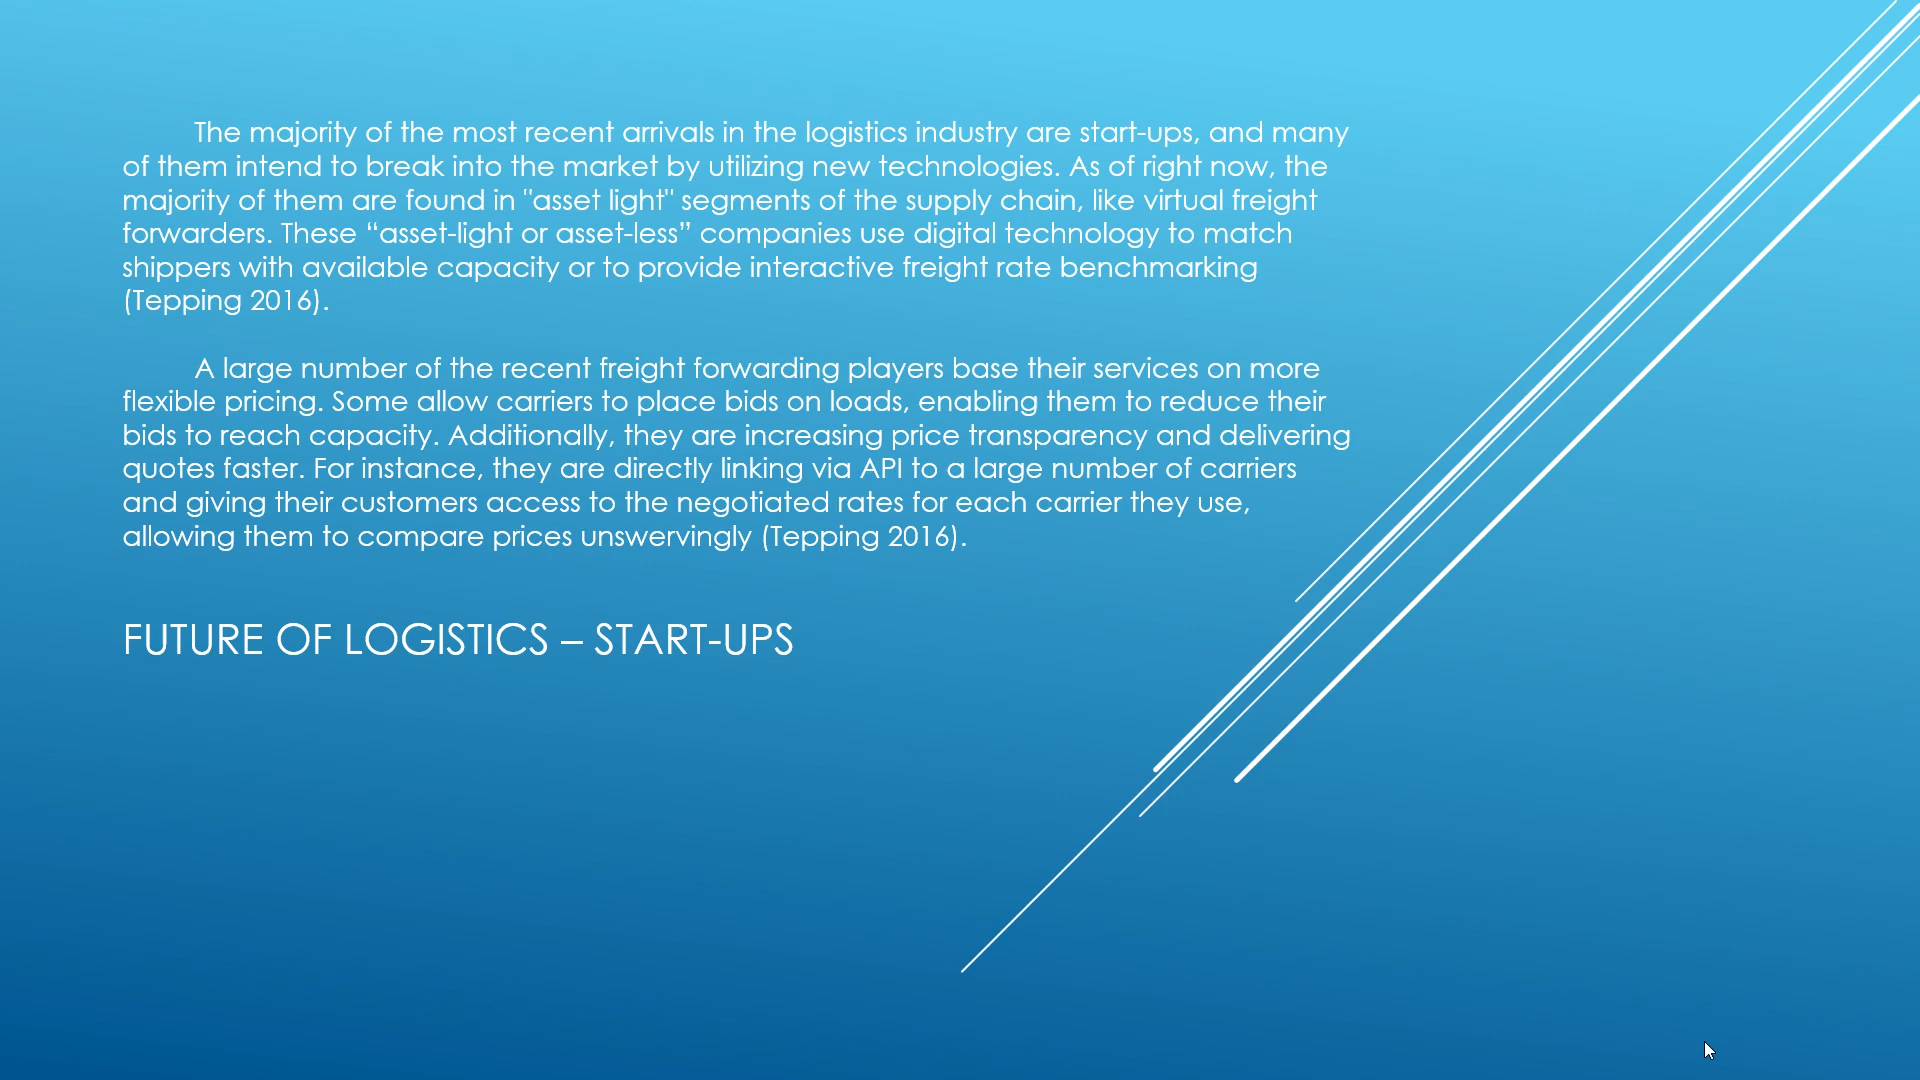 The majority of the most recent arrivals in the logistics industry are start-ups, and many
of them intend to break into the market by utilizing new technologies. As of right now, the
majority of them are found in "asset light" segments of the supply chain, like virtual freight
forwarders. These “asset-light or asset-less” companies use digital technology to match
shippers with available capacity or to provide interactive freight rate benchmarking
(Tepping 2016).
A large number of the recent freight forwarding players base their services on more
flexible pricing. Some allow carriers to place bids on loads, enabling them to reduce their
bids to reach capacity. Additionally, they are increasing price transparency and delivering
quotes faster. For instance, they are directly linking via API to a large number of carriers
and giving their customers access to the negotiated rates for each carrier they use,
allowing them to compare prices unswervingly (Tepping 2016).
FUTURE OF LOGISTICS – START-UPS